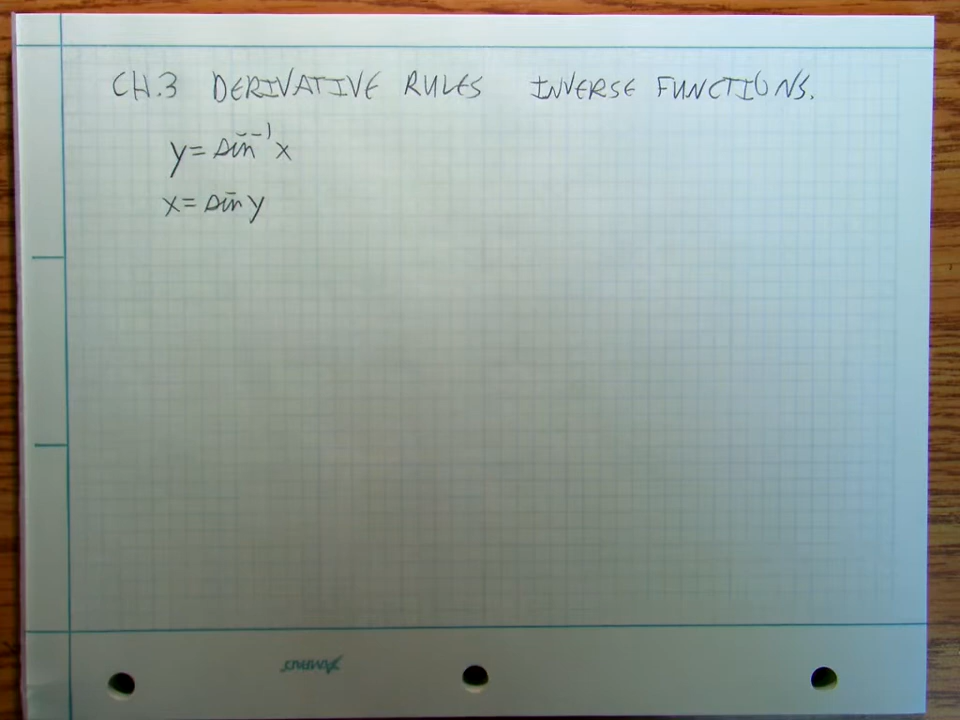 CH.3 DERIVATIVE RULES INVERSE FUNCTIONS.
y = sin⁻¹ x
x = sin y